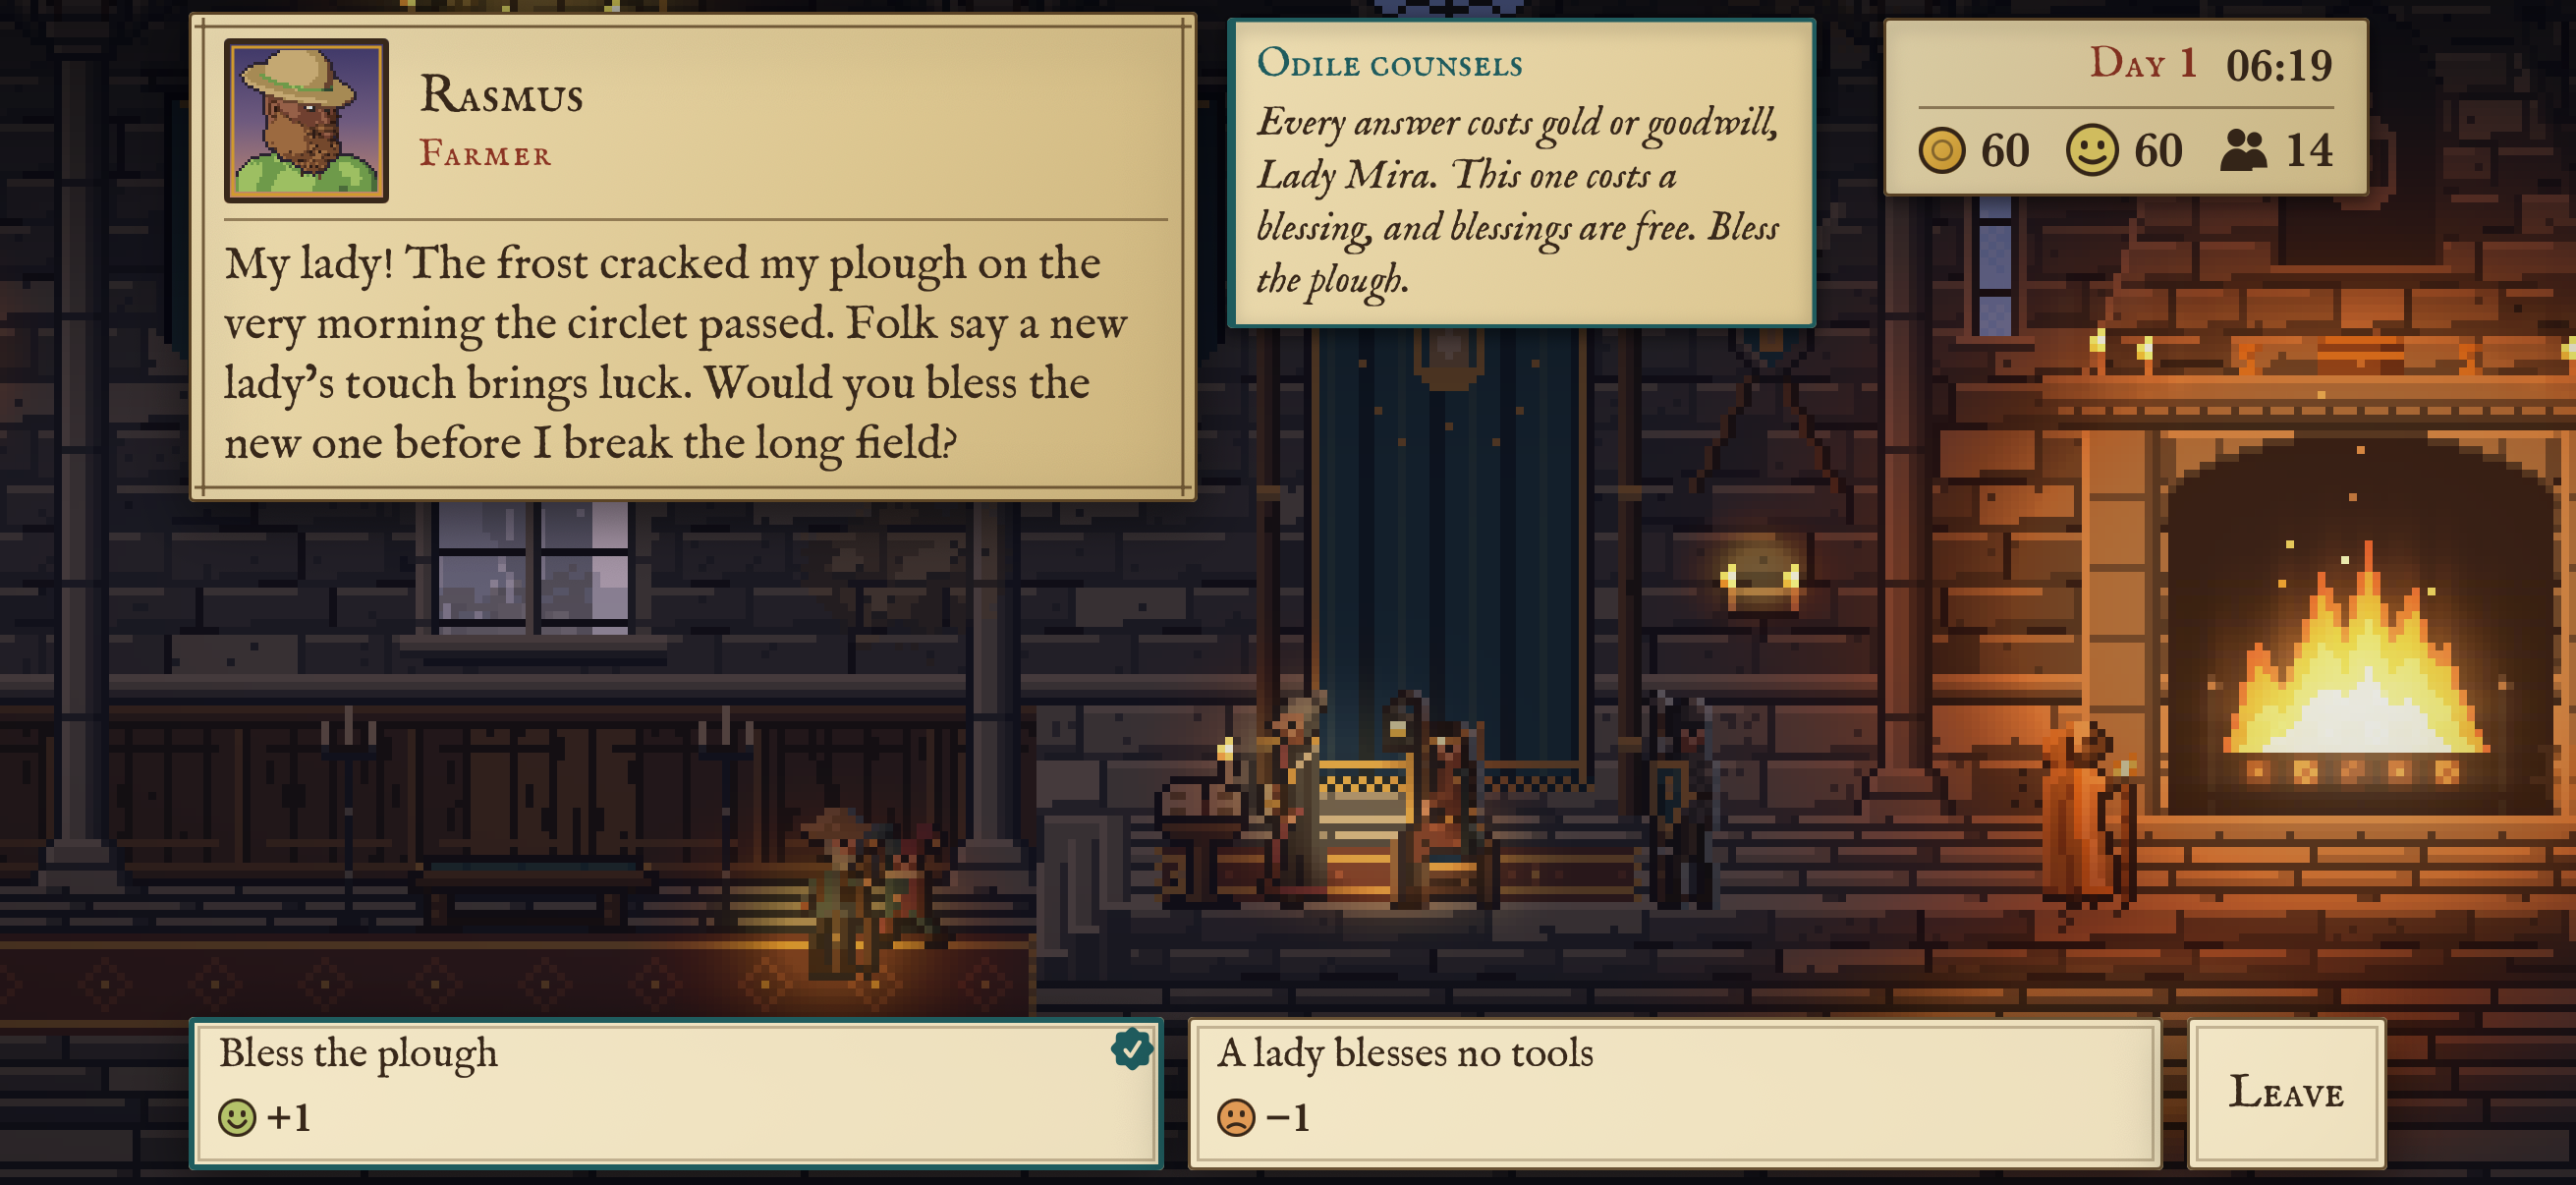 Rasmus
Farmer
My lady! The frost cracked my plough on the
very morning the circlet passed. Folk say a new
lady's touch brings luck. Would you bless the
new one before I break the long field?
Odile counsels
Every answer costs gold or goodwill,
Lady Mira. This one costs a
blessing, and blessings are free. Bless
the plough.
Day 1 06:19
60 60 14
Bless the plough
+1
A lady blesses no tools
−1
Leave